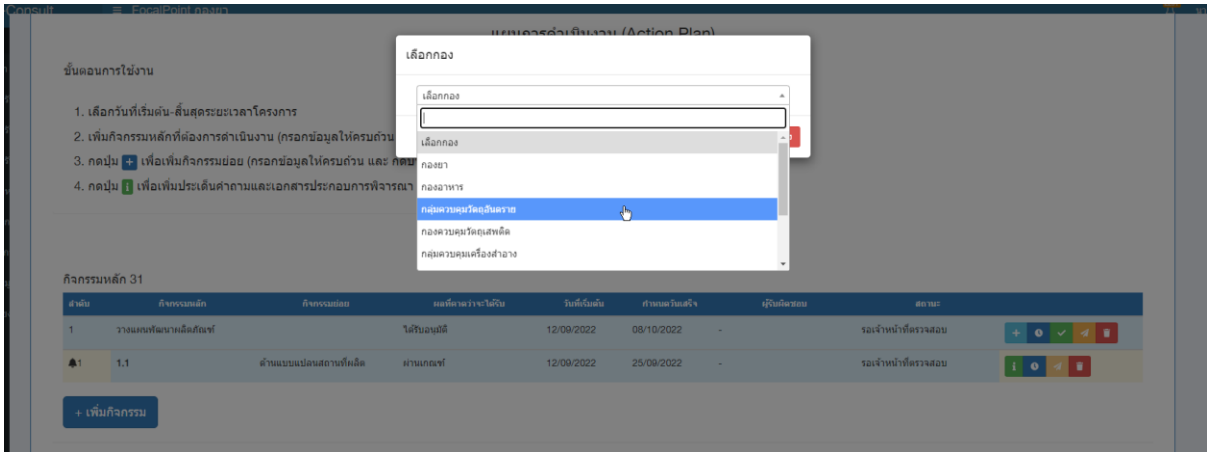 Consult ≡ FocalPoint กองยา
แผนการดำเนินงาน (Action Plan)
เลือกกอง
ขั้นตอนการใช้งาน
เลือกกอง
1. เลือกวันที่เริ่มต้น-สิ้นสุดระยะเวลาโครงการ
2. เพิ่มกิจกรรมหลักที่ต้องการดำเนินงาน (กรอกข้อมูลให้ครบถ้วน
เลือกกอง
3. กดปุ่ม + เพื่อเพิ่มกิจกรรมย่อย (กรอกข้อมูลให้ครบถ้วน และ
กองยา
4. กดปุ่ม i เพื่อเพิ่มประเด็นคำถามและเอกสารประกอบการพิจารณา
กองอาหาร
กลุ่มควบคุมวัตถุอันตราย
กองควบคุมวัตถุเสพติด
กลุ่มควบคุมเครื่องสำอาง
กิจกรรมหลัก 31
ลำดับ กิจกรรมหลัก กิจกรรมย่อย ผลที่คาดว่าจะได้รับ วันที่เริ่มต้น กำหนดวันเสร็จ ผู้รับผิดชอบ สถานะ
1 วางแผนพัฒนาผลิตภัณฑ์ ได้รับอนุมัติ 12/09/2022 08/10/2022 - รอเจ้าหน้าที่ตรวจสอบ
1 1.1 ด้านแบบแปลนสถานที่ผลิต ผ่านเกณฑ์ 12/09/2022 25/09/2022 - รอเจ้าหน้าที่ตรวจสอบ
+ เพิ่มกิจกรรม